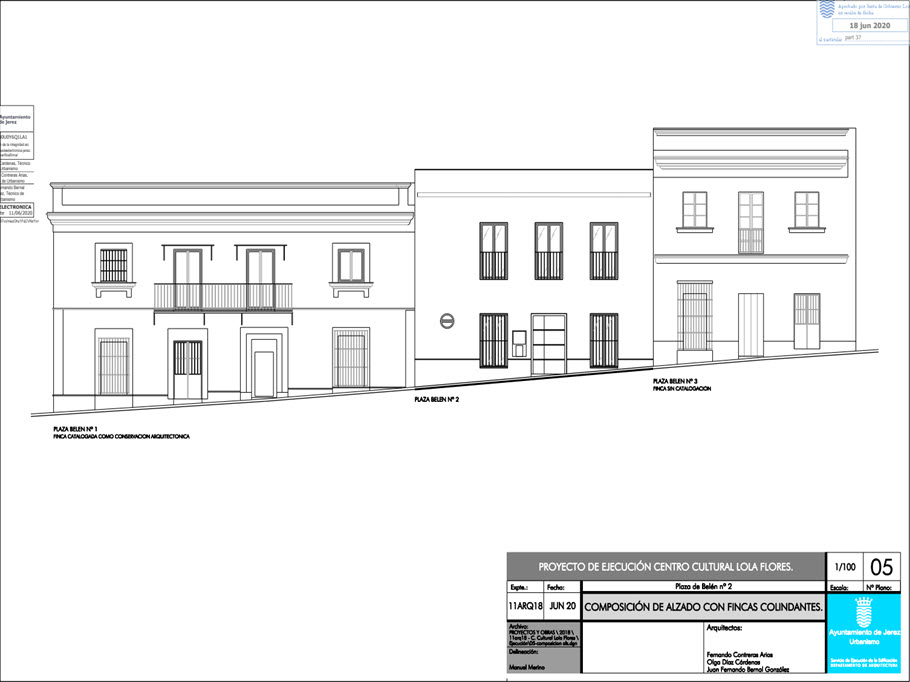 Aprobado por Junta de Gobierno Local
en sesión de fecha
18 jun 2020
al particular part 37
Ayuntamiento
de Jerez
Cárdenas, Técnico
Urbanismo
Contreras Arias,
de Urbanismo
rnando Bernal
Técnico de
Urbanismo
ELECTRONICA
11/06/2020
PLAZA BELEN Nº 1
FINCA CATALOGADA COMO CONSERVACION ARQUITECTONICA
PLAZA BELEN Nº 2
PLAZA BELEN Nº 3
FINCA SIN CATALOGACION
PROYECTO DE EJECUCIÓN CENTRO CULTURAL LOLA FLORES.
1/100
05
Expte.:
Fecha:
Plaza de Belén nº 2
Escala:
Nº Plano:
11ARQ18
JUN 20
COMPOSICIÓN DE ALZADO CON FINCAS COLINDANTES.
Archivo:
PROYECTOS Y OBRAS \ 2018 \
11arq18 - C. Cultural Lola Flores \
Ejecución\05-composicion alz.dgn
Delineación:
Manuel Merino
Arquitectos:
Fernando Contreras Arias
Olga Díaz Cárdenas
Juan Fernando Bernal González
Ayuntamiento de Jerez
Urbanismo
Servicio de Ejecución de la Edificación
DEPARTAMENTO DE ARQUITECTURA